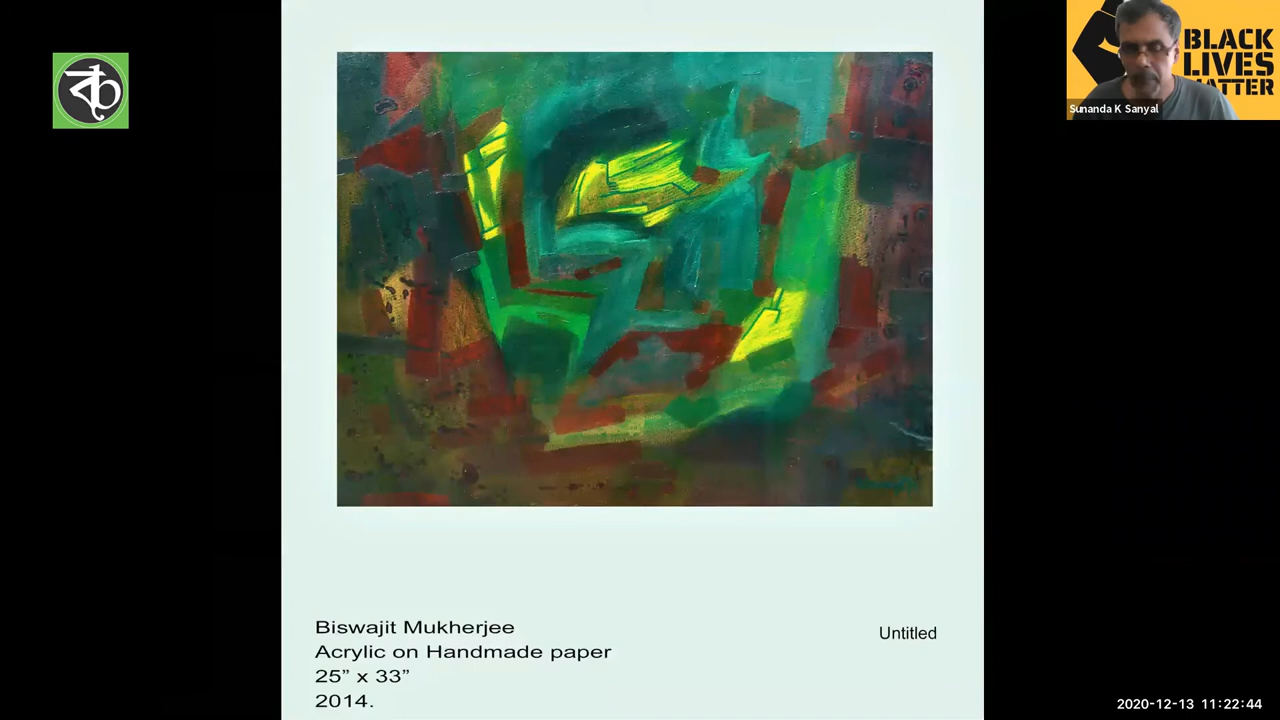 BLACK
LIVES
MATTER
Sunanda K Sanyal
Biswajit Mukherjee
Acrylic on Handmade paper
25” x 33”
2014.
Untitled
2020-12-13 11:22:44